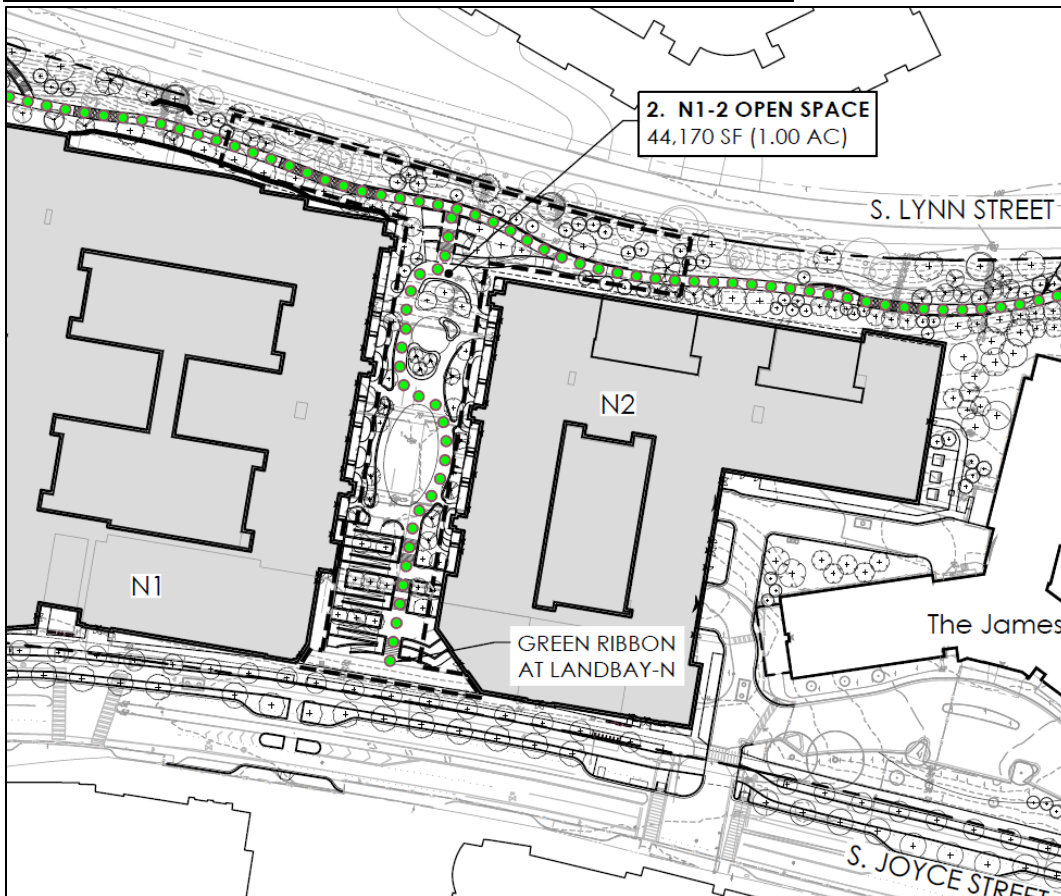 2. N1-2 OPEN SPACE
44,170 SF (1.00 AC)
S. LYNN STREET
N2
N1
The James
GREEN RIBBON
AT LANDBAY-N
S. JOYCE STREET